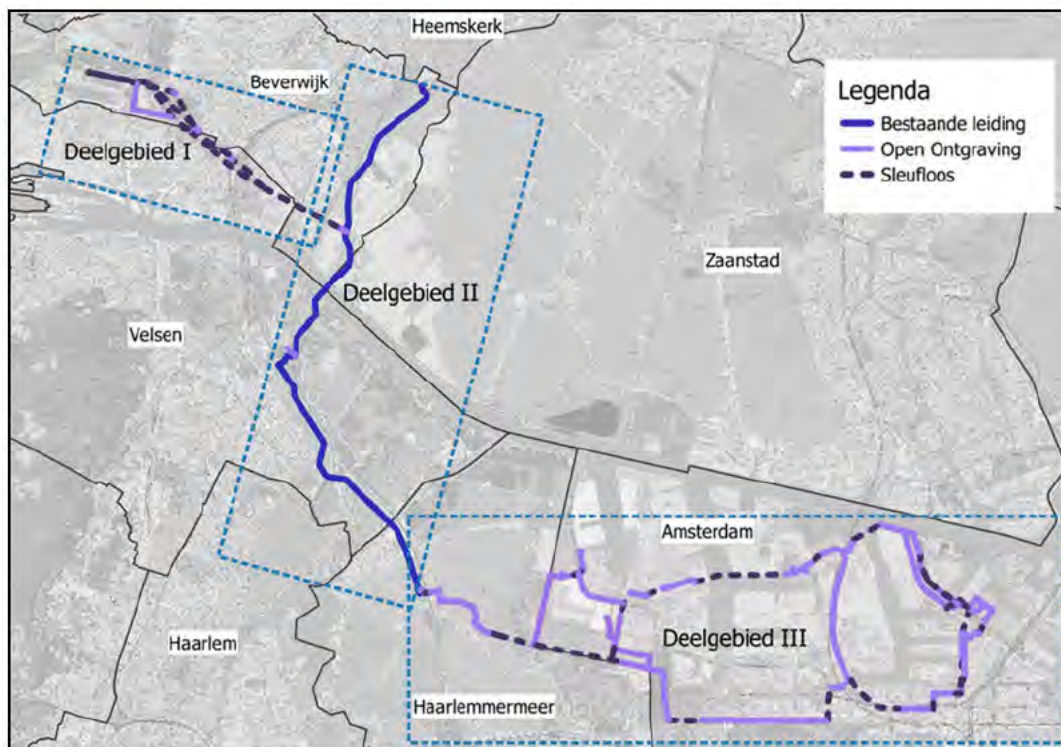 Heemskerk
Beverwijk
Legenda
Bestaande leiding
Open Ontgraving
Sleufloos
Deelgebied I
Zaanstad
Deelgebied II
Velsen
Amsterdam
Deelgebied III
Haarlem
Haarlemmermeer